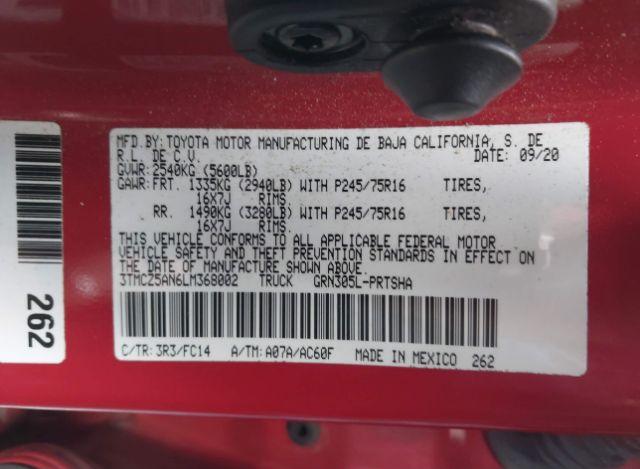 MFD.BY:TOYOTA MOTOR MANUFACTURING DE BAJA CALIFORNIA, S. DE
R.L. DE C.V. DATE: 09/20
GVWR:2540KG (5600LB)
GAWR:FRT. 1335KG (2940LB) WITH P245/75R16 TIRES,
16X7J RIMS.
RR. 1490KG (3280LB) WITH P245/75R16 TIRES,
16X7J RIMS.
THIS VEHICLE CONFORMS TO ALL APPLICABLE FEDERAL MOTOR
VEHICLE SAFETY AND THEFT PREVENTION STANDARDS IN EFFECT ON
THE DATE OF MANUFACTURE SHOWN ABOVE.
3TMCZ5AN6LM368002 TRUCK GRN305L-PRTSHA
C/TR: 3R3/FC14 A/TM: A07A/AC60F MADE IN MEXICO 262
262